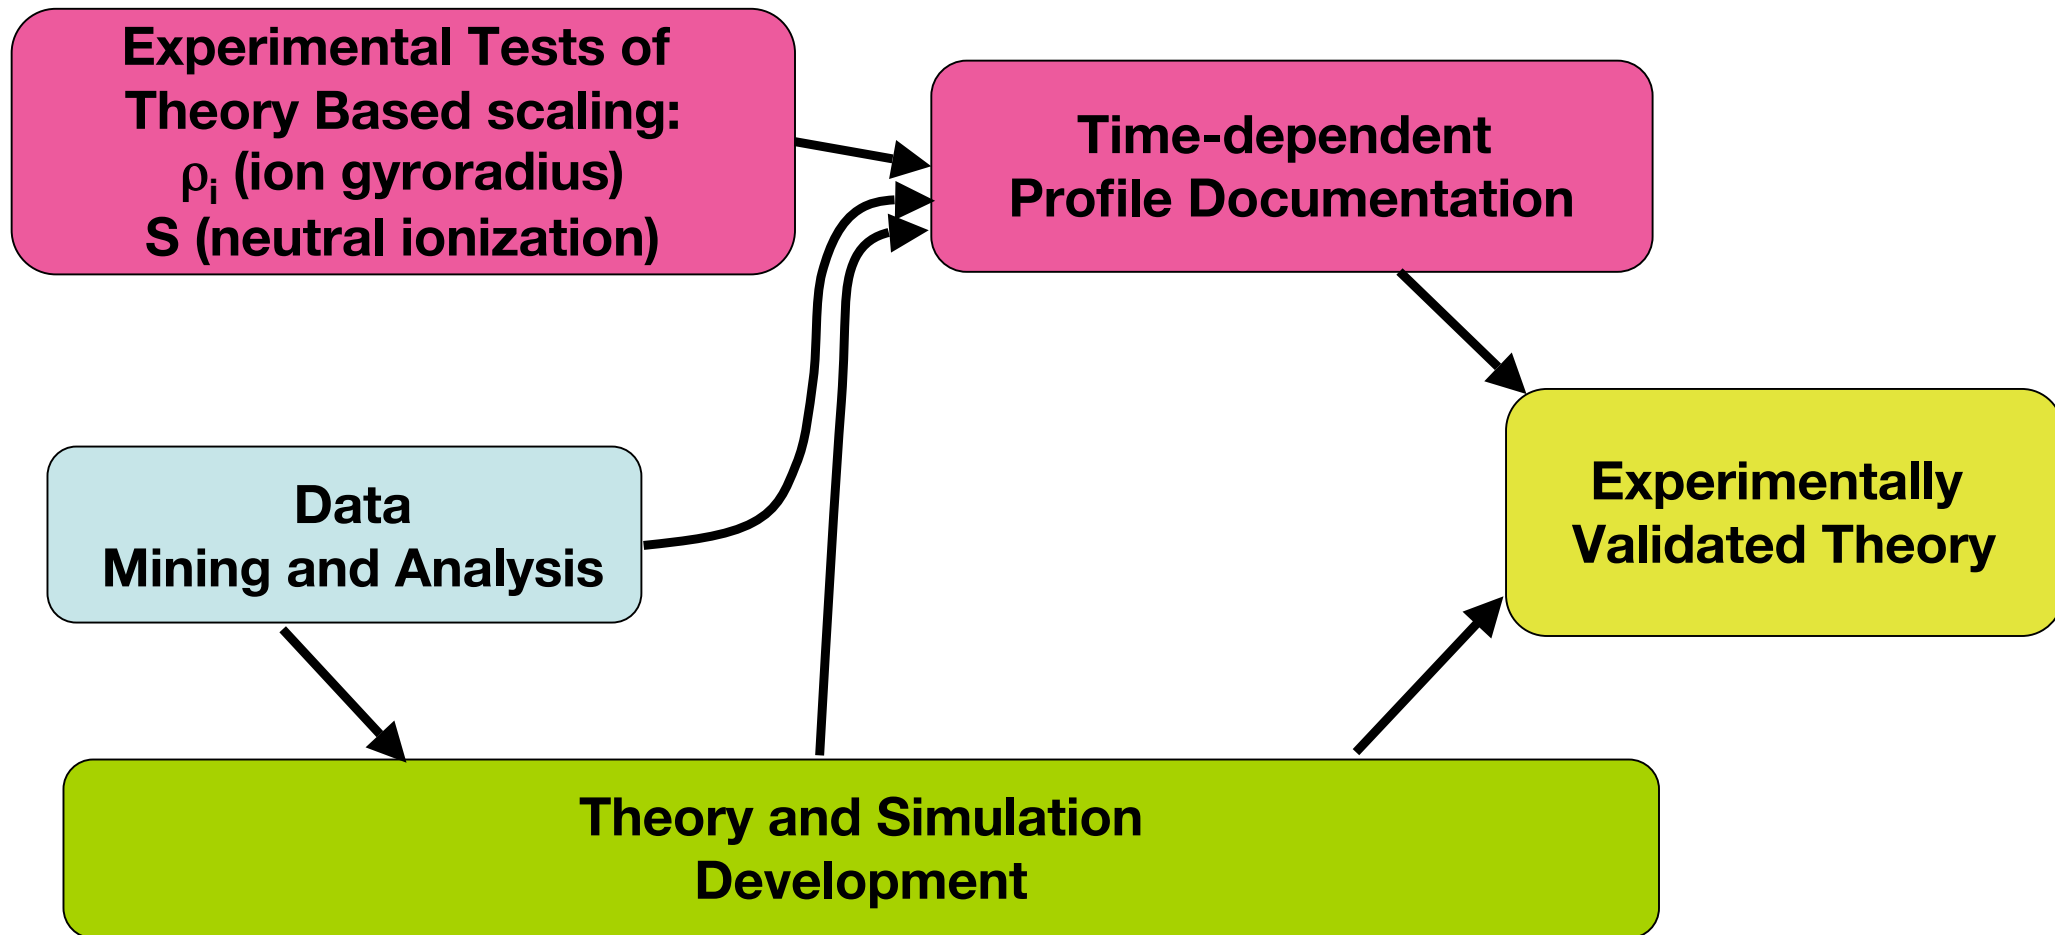 Experimental Tests of
Theory Based scaling:
ρᵢ (ion gyroradius)
S (neutral ionization)
Time-dependent
Profile Documentation
Data
Mining and Analysis
Experimentally
Validated Theory
Theory and Simulation
Development